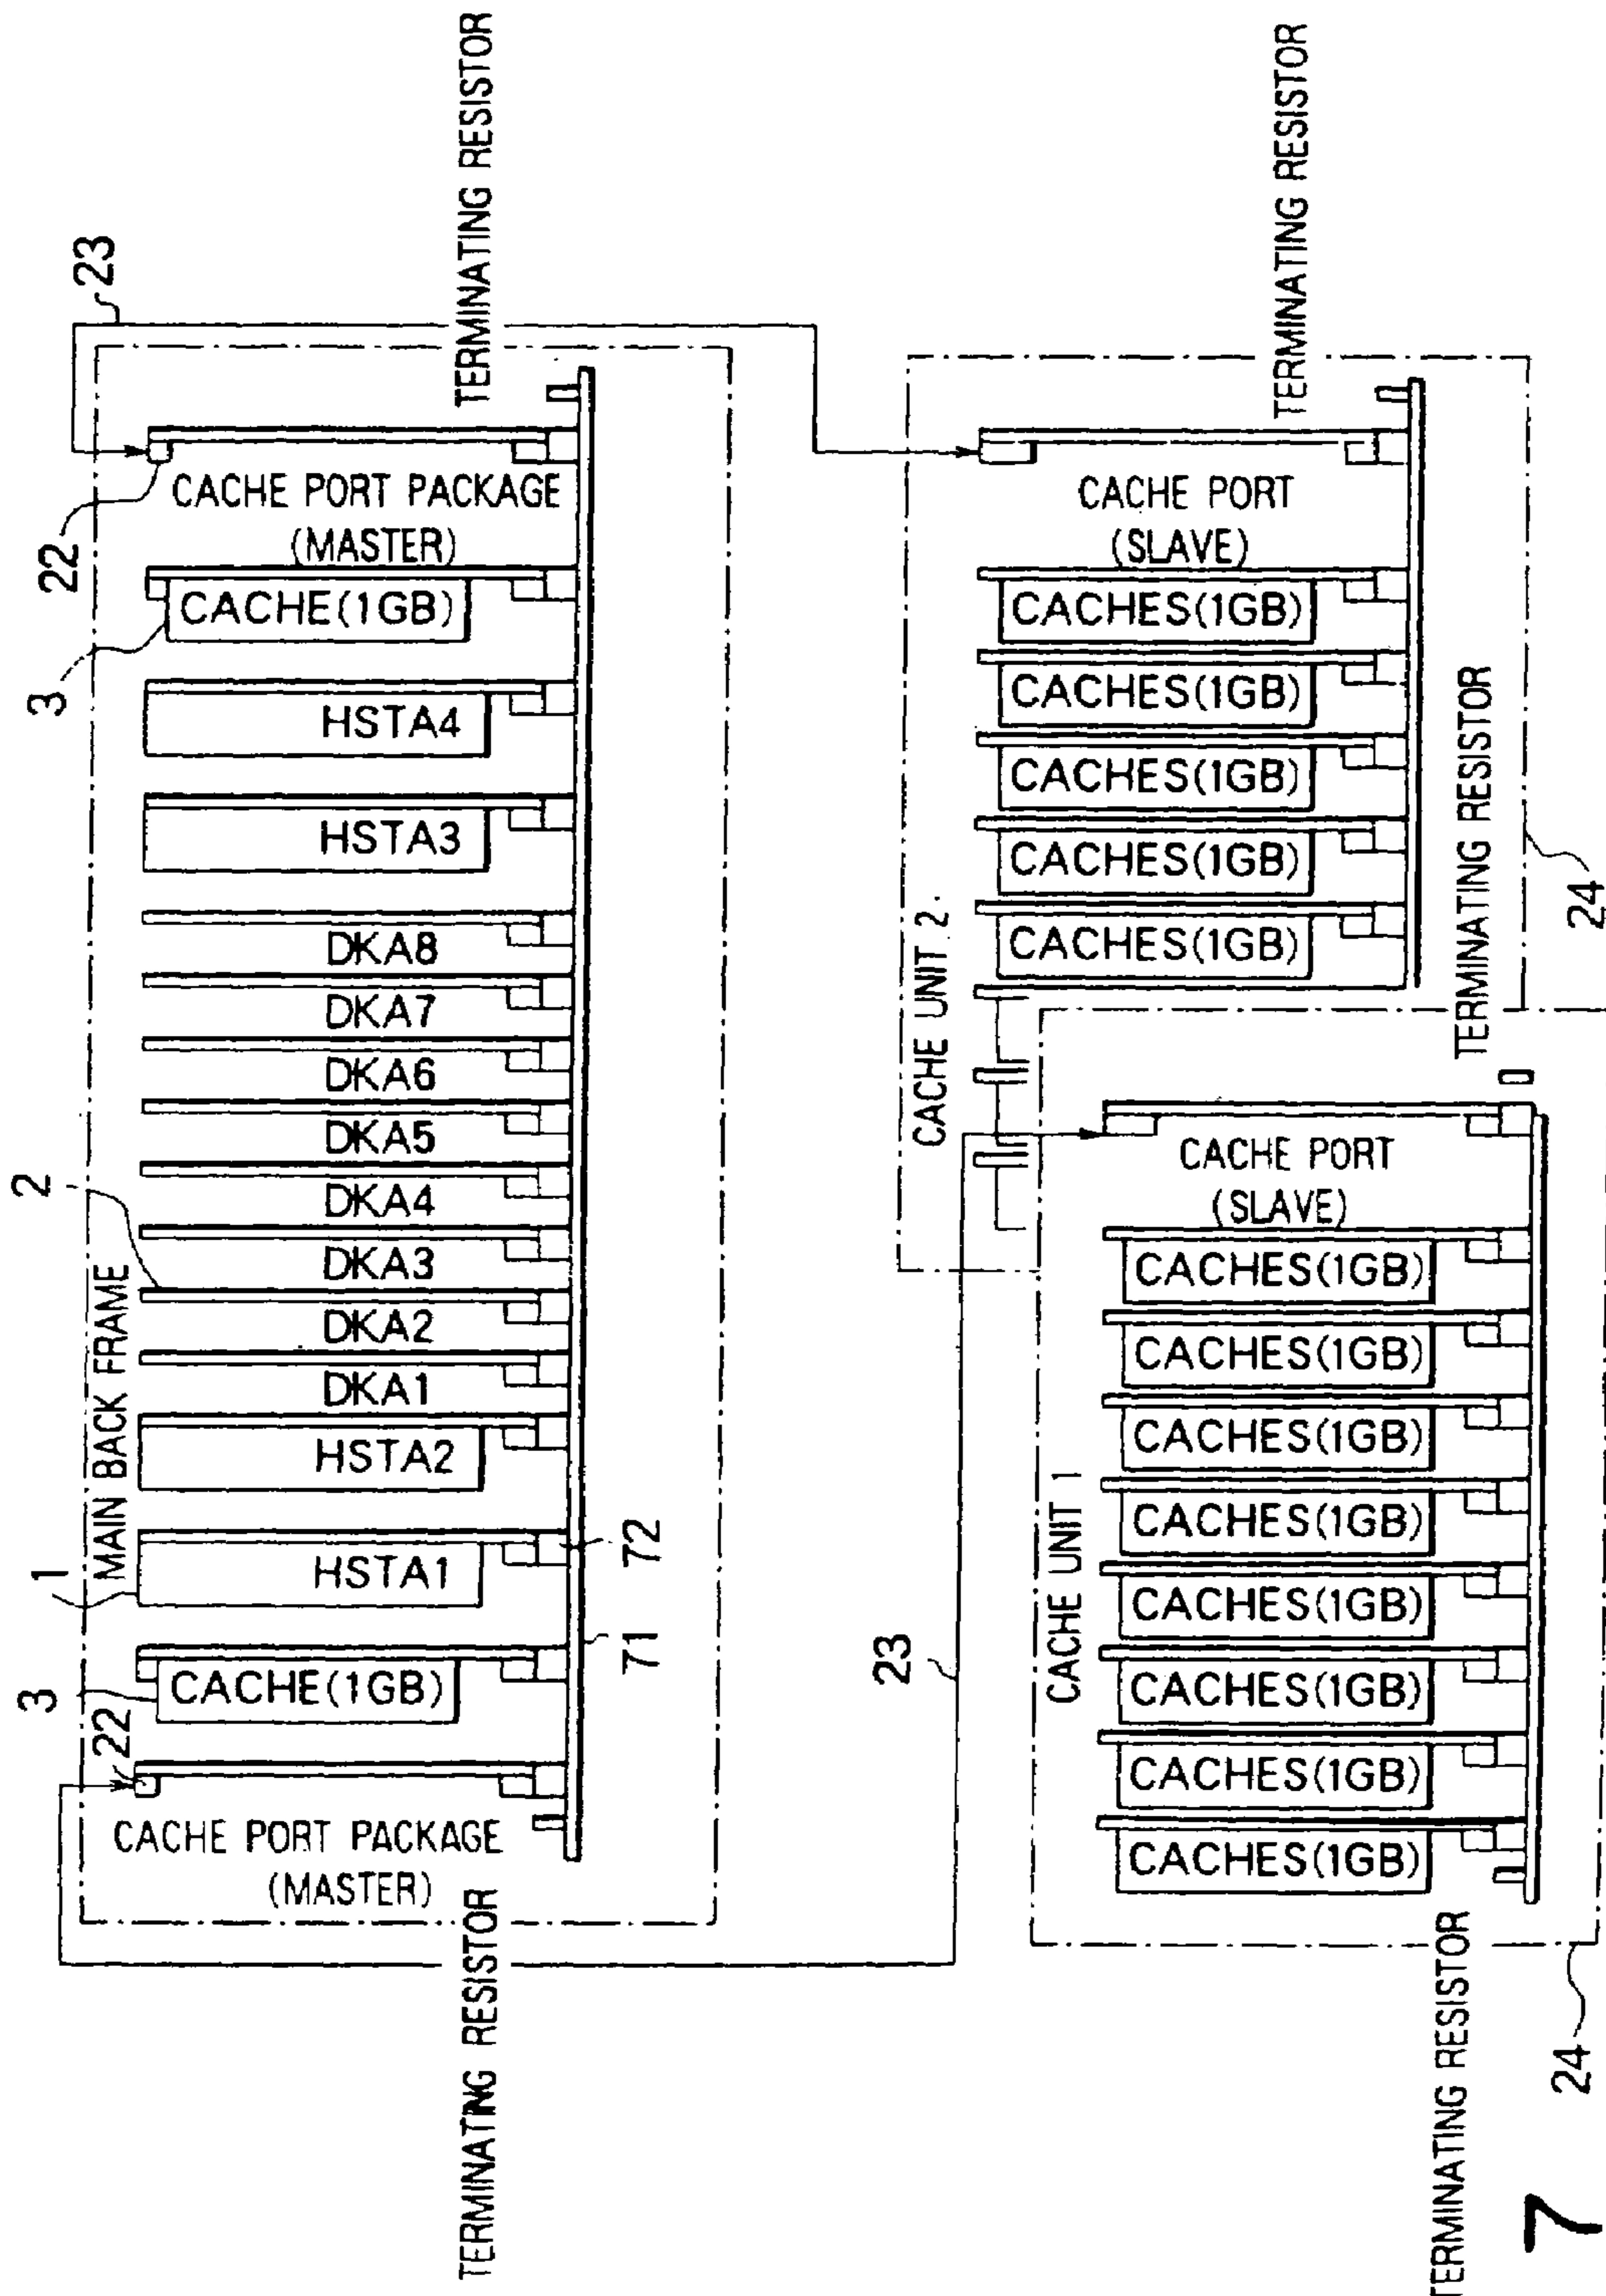 23
MAIN BACK FRAME
1
2
3
3
22
22
CACHE PORT PACKAGE
(MASTER)
CACHE(1GB)
HSTA1
HSTA2
DKA1
DKA2
DKA3
DKA4
DKA5
DKA6
DKA7
DKA8
HSTA3
HSTA4
CACHE(1GB)
CACHE PORT PACKAGE
(MASTER)
71
72
TERMINATING RESISTOR
TERMINATING RESISTOR
23
CACHE UNIT 2
CACHES(1GB)
CACHES(1GB)
CACHES(1GB)
CACHES(1GB)
CACHES(1GB)
CACHE PORT
(SLAVE)
TERMINATING RESISTOR
24
CACHE UNIT 1
CACHES(1GB)
CACHES(1GB)
CACHES(1GB)
CACHES(1GB)
CACHES(1GB)
CACHES(1GB)
CACHES(1GB)
CACHES(1GB)
CACHE PORT
(SLAVE)
TERMINATING RESISTOR
TERMINATING RESISTOR
24
7